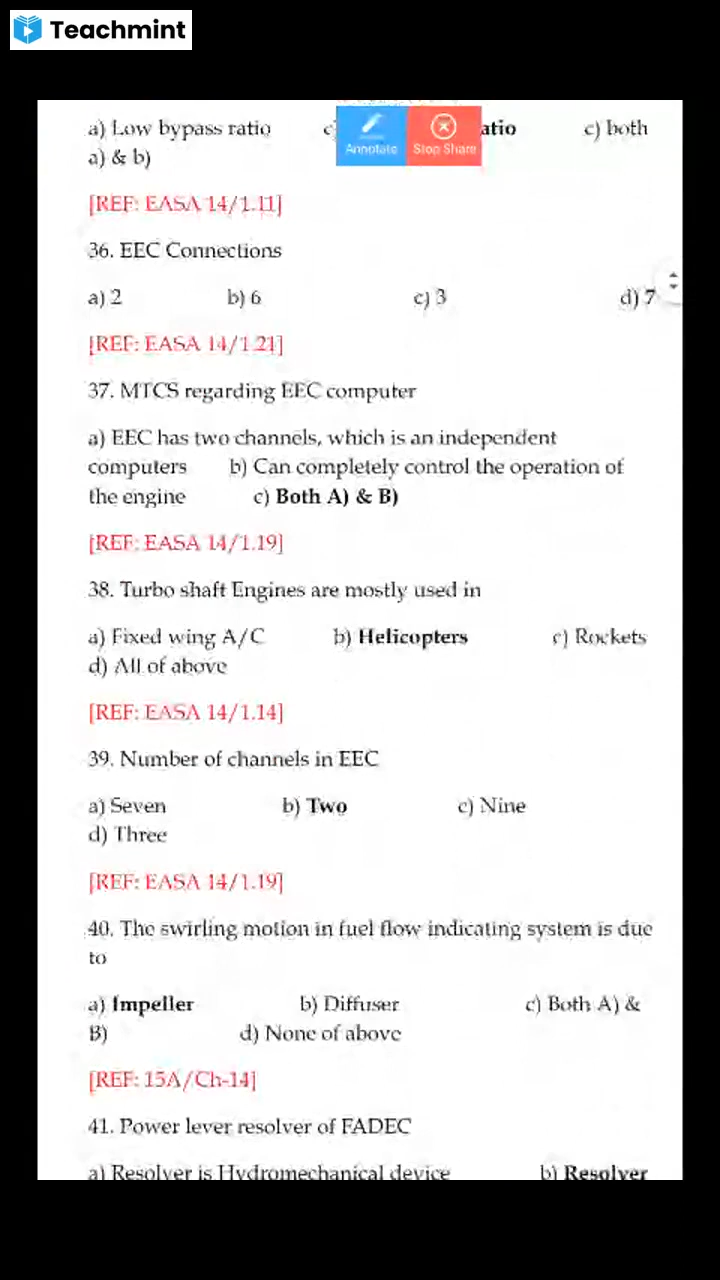 Teachmint
a) Low bypass ratio c) atio c) both
a) & b)
Annotate Stop Share
[REF: EASA 14/1.11]
36. EEC Connections
a) 2 b) 6 c) 3 d) 7
[REF: EASA 14/1.21]
37. MTCS regarding EEC computer
a) EEC has two channels, which is an independent
computers b) Can completely control the operation of
the engine c) Both A) & B)
[REF: EASA 14/1.19]
38. Turbo shaft Engines are mostly used in
a) Fixed wing A/C b) Helicopters c) Rockets
d) All of above
[REF: EASA 14/1.14]
39. Number of channels in EEC
a) Seven b) Two c) Nine
d) Three
[REF: EASA 14/1.19]
40. The swirling motion in fuel flow indicating system is due
to
a) Impeller b) Diffuser c) Both A) &
B) d) None of above
[REF: 15A/Ch-14]
41. Power lever resolver of FADEC
a) Resolver is Hydromechanical device b) Resolver